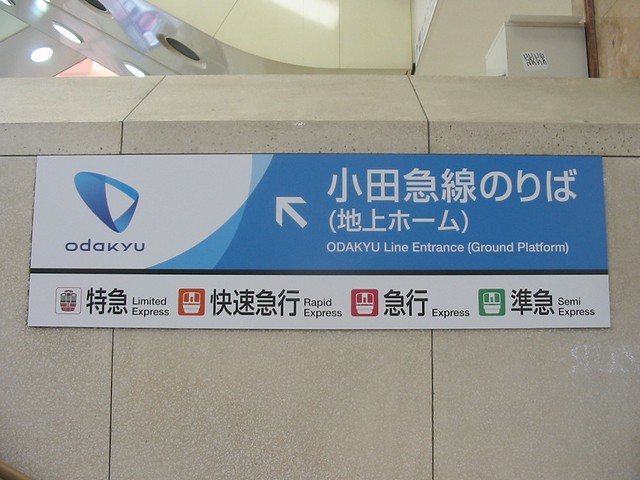 小田急線のりば
(地上ホーム)
ODAKYU Line Entrance (Ground Platform)
ODAKYU
特急 Limited Express
快速急行 Rapid Express
急行 Express
準急 Semi Express